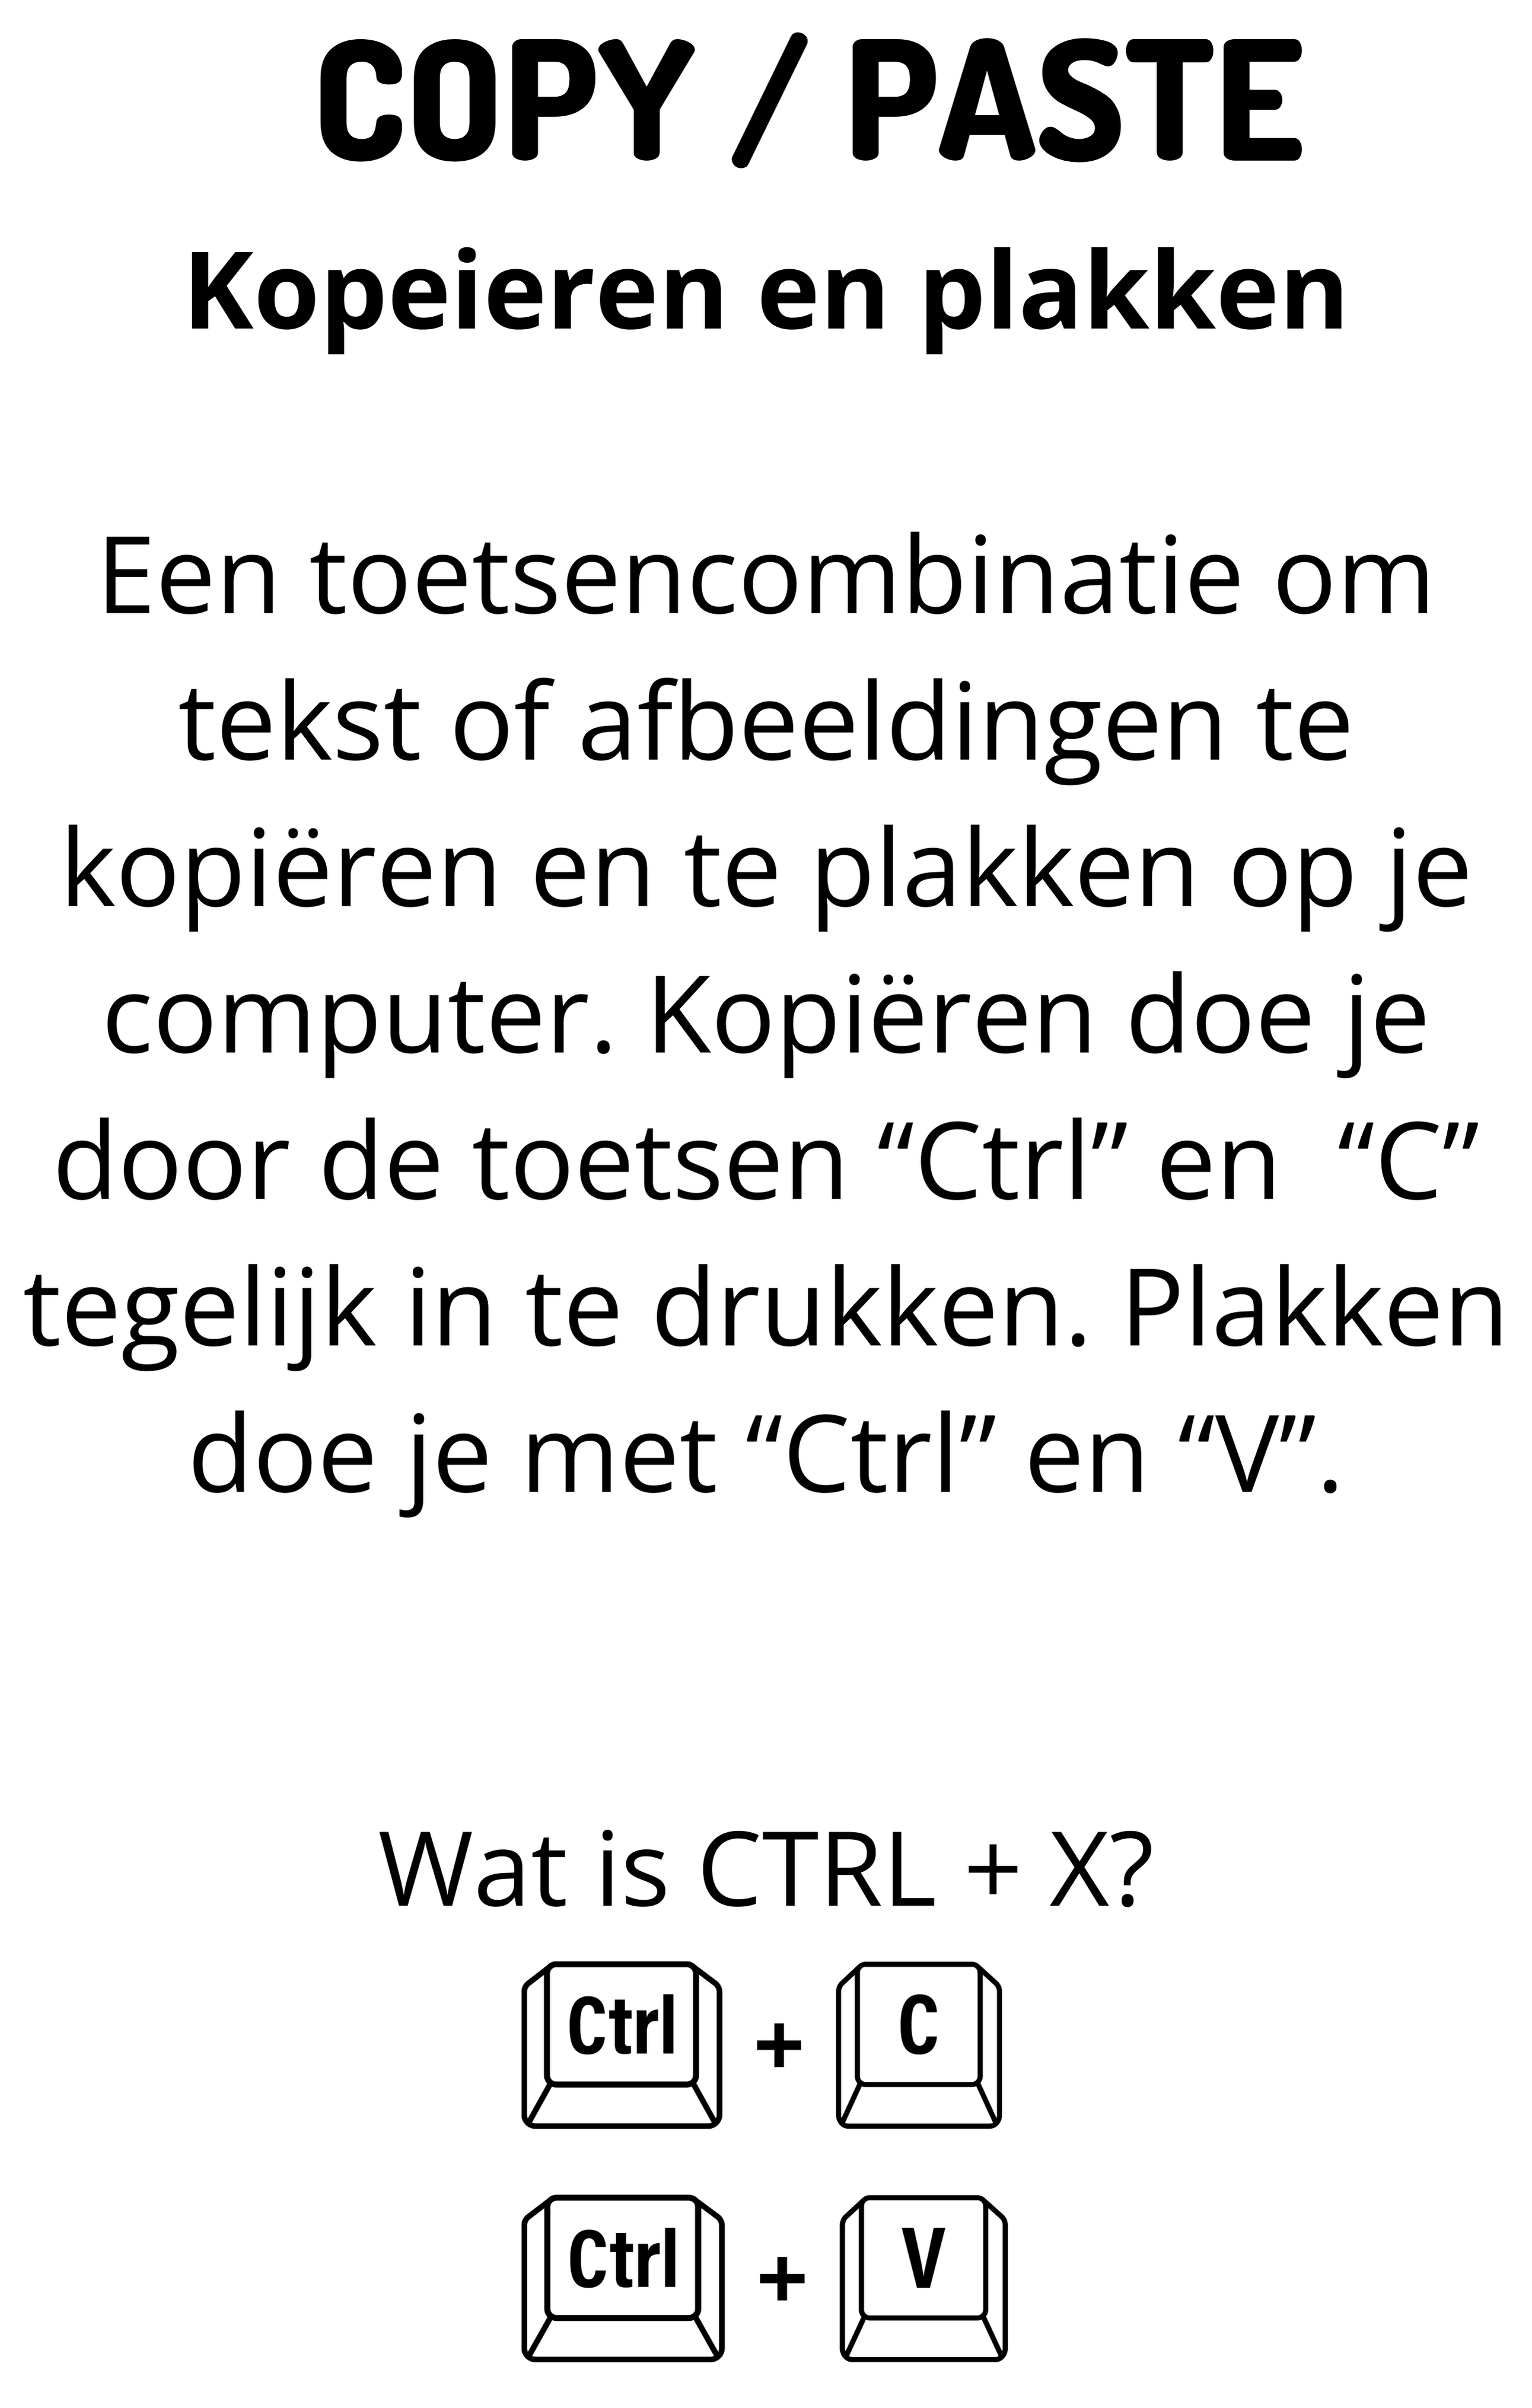 COPY / PASTE
Kopeieren en plakken
Een toetsencombinatie om
tekst of afbeeldingen te
kopiëren en te plakken op je
computer. Kopiëren doe je
door de toetsen “Ctrl” en “C”
tegelijk in te drukken. Plakken
doe je met “Ctrl” en “V”.
Wat is CTRL + X?
Ctrl + C
Ctrl + V